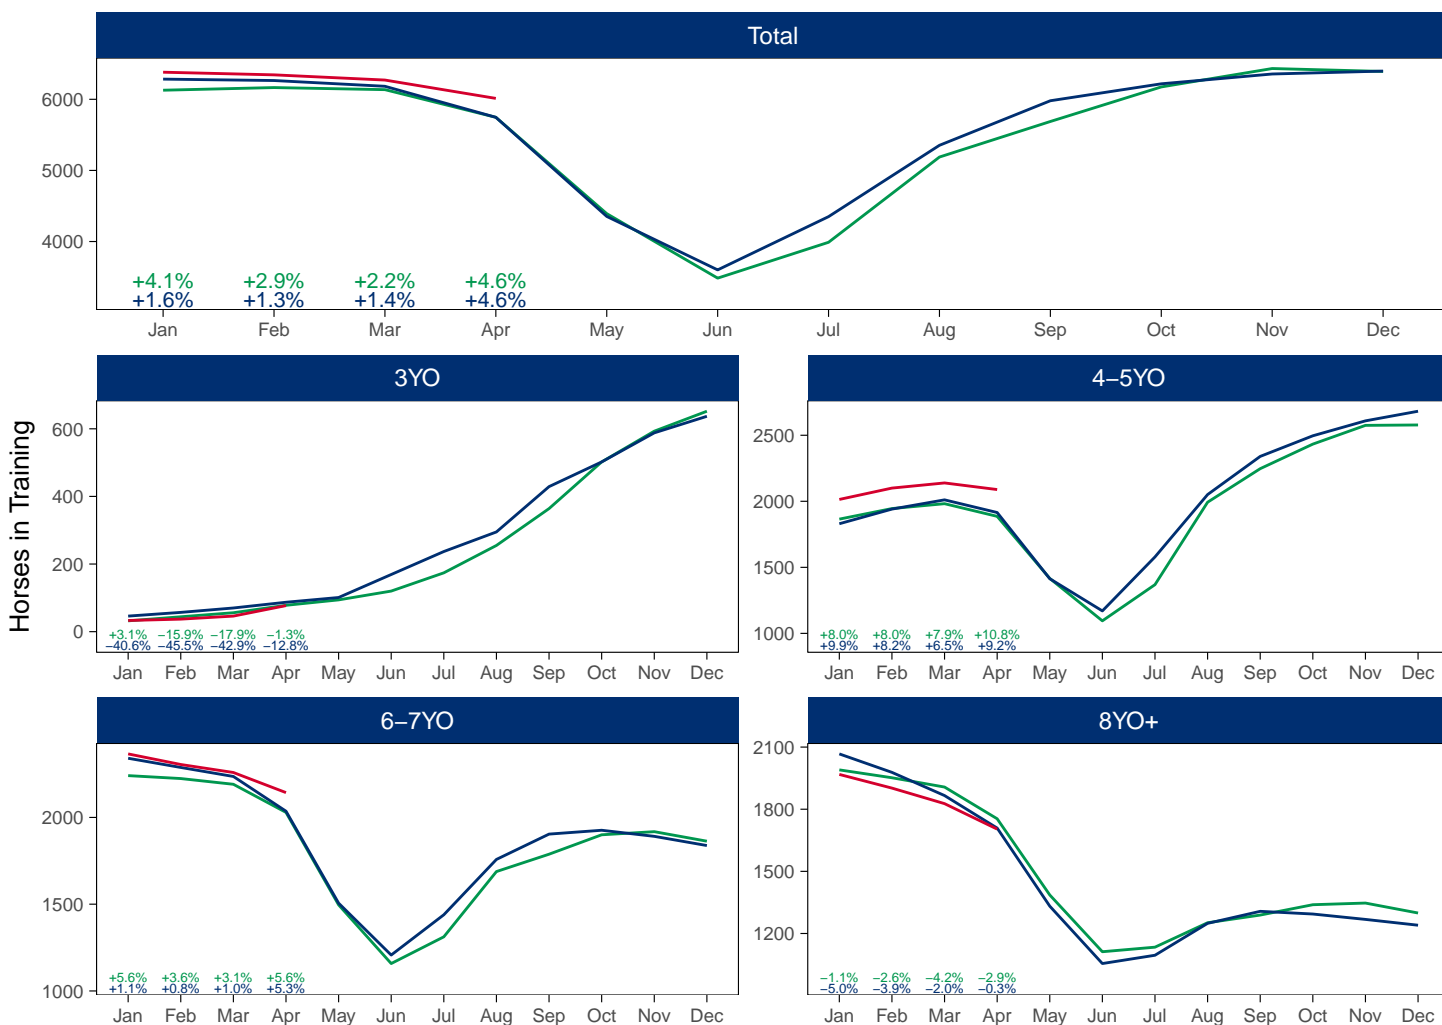 Total
6000
5000
4000
+4.1% +2.9% +2.2% +4.6%
+1.6% +1.3% +1.4% +4.6%
Jan Feb Mar Apr May Jun Jul Aug Sep Oct Nov Dec
Horses in Training
3YO
600
400
200
0
+3.1% −15.9% −17.9% −1.3%
−40.6% −45.5% −42.9% −12.8%
Jan Feb Mar Apr May Jun Jul Aug Sep Oct Nov Dec
4−5YO
2500
2000
1500
1000
+8.0% +8.0% +7.9% +10.8%
+9.9% +8.2% +6.5% +9.2%
Jan Feb Mar Apr May Jun Jul Aug Sep Oct Nov Dec
6−7YO
2000
1500
1000
+5.6% +3.6% +3.1% +5.6%
+1.1% +0.8% +1.0% +5.3%
Jan Feb Mar Apr May Jun Jul Aug Sep Oct Nov Dec
8YO+
2100
1800
1500
1200
−1.1% −2.6% −4.2% −2.9%
−5.0% −3.9% −2.0% −0.3%
Jan Feb Mar Apr May Jun Jul Aug Sep Oct Nov Dec